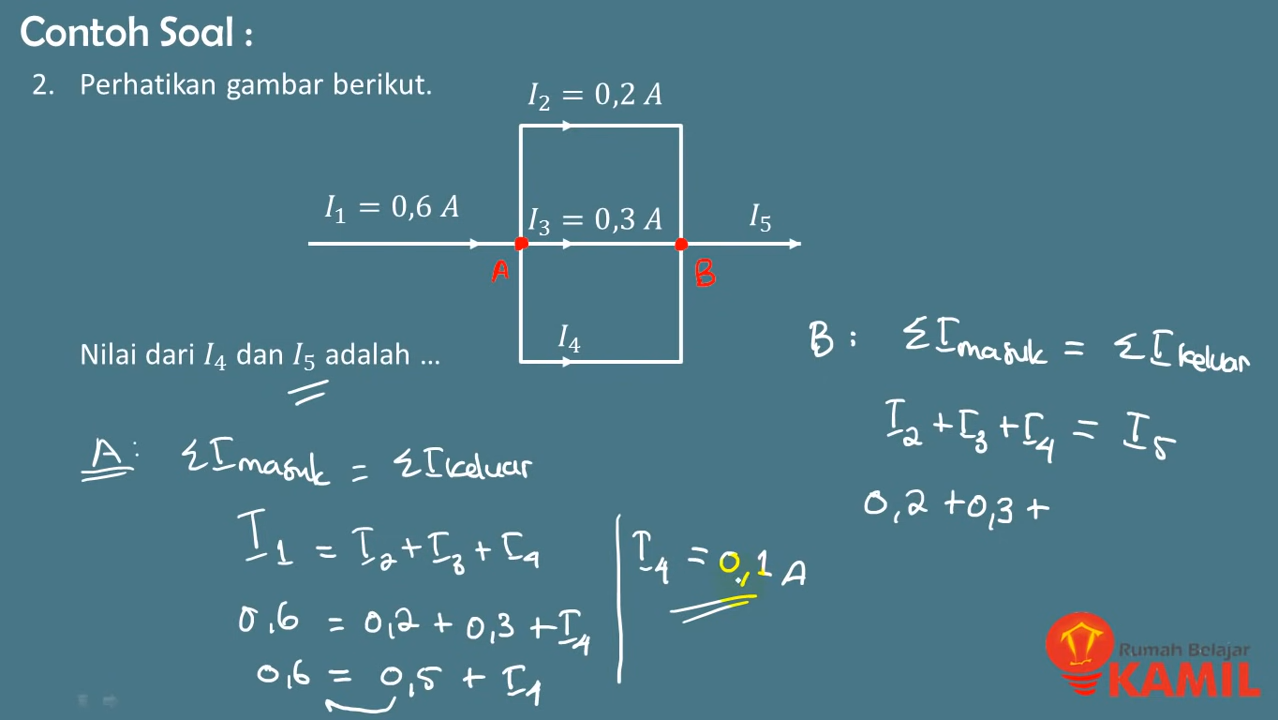 Contoh Soal :
2. Perhatikan gambar berikut.
I₂ = 0,2 A
I₁ = 0,6 A
I₃ = 0,3 A
I₅
A
B
I₄
Nilai dari I₄ dan I₅ adalah ...
A : ΣI masuk = ΣI keluar
I₁ = I₂ + I₃ + I₄
0,6 = 0,2 + 0,3 + I₄
0,6 = 0,5 + I₄
I₄ = 0,1 A
B : ΣI masuk = ΣI keluar
I₂ + I₃ + I₄ = I₅
0,2 + 0,3 +
Rumah Belajar
KAMIL